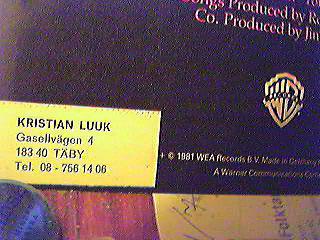 Songs Produced by
Co. Produced by
KRISTIAN LUUK
Gasellvägen 4
183 40 TÄBY
Tel. 08 - 756 14 06
℗ © 1981 WEA Records B.V. Made in Germany
A Warner Communications